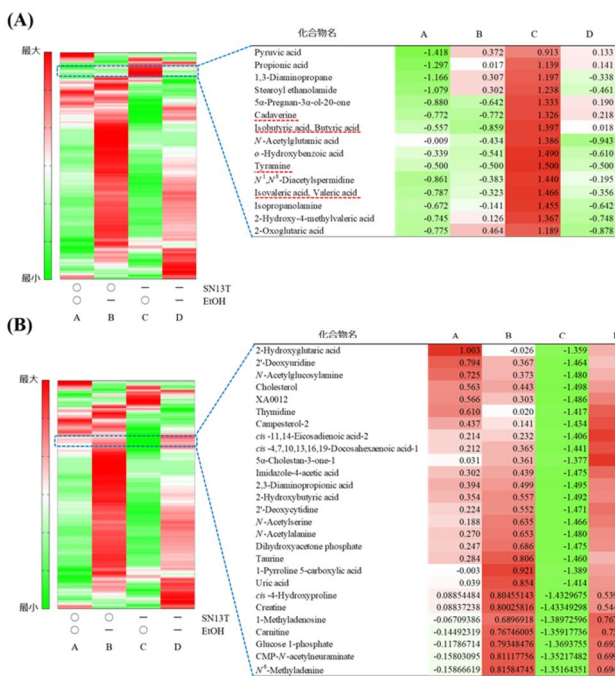 (A)
化合物名 A B C D
最大
最小
Pyruvic acid -1.418 0.372 0.913 0.133
Propionic acid -1.297 0.017 1.139 0.141
1,3-Diaminopropane -1.166 0.307 1.197 -0.338
Stearoyl ethanolamide -1.079 0.302 1.238 -0.461
5α-Pregnan-3α-ol-20-one -0.880 -0.642 1.333 0.190
Cadaverine -0.772 -0.772 1.326 0.218
Isobutyric acid, Butyric acid -0.557 -0.859 1.397 0.018
N-Acetylglutamic acid -0.009 -0.434 1.386 -0.943
o-Hydroxybenzoic acid -0.339 -0.541 1.490 -0.610
Tyramine -0.500 -0.500 1.500 -0.500
N¹,N⁸-Diacetylspermidine -0.861 -0.383 1.440 -0.195
Isovaleric acid, Valeric acid -0.787 -0.323 1.466 -0.356
Isopropanolamine -0.672 -0.141 1.455 -0.642
2-Hydroxy-4-methylvaleric acid -0.745 0.126 1.367 -0.748
2-Oxoglutaric acid -0.775 0.464 1.189 -0.878
○ ○ － － SN13T
○ － ○ － EtOH
A B C D
(B)
化合物名 A B C
最大
最小
2-Hydroxyglutaric acid 1.003 -0.026 -1.359
2'-Deoxyuridine 0.794 0.367 -1.464
N-Acetylglucosylamine 0.725 0.373 -1.480
Cholesterol 0.563 0.443 -1.498
XA0012 0.566 0.303 -1.486
Thymidine 0.610 0.020 -1.417
Campesterol-2 0.437 0.141 -1.434
cis-11,14-Eicosadienoic acid-2 0.214 0.232 -1.406
cis-4,7,10,13,16,19-Docosahexaenoic acid-1 0.212 0.365 -1.441
5α-Cholestan-3-one-1 0.031 0.361 -1.377
Imidazole-4-acetic acid 0.302 0.439 -1.475
2,3-Diaminopropionic acid 0.394 0.499 -1.495
2-Hydroxybutyric acid 0.354 0.557 -1.492
2'-Deoxycytidine 0.224 0.552 -1.471
N-Acetylserine 0.188 0.635 -1.466
N-Acetylalanine 0.270 0.653 -1.480
Dihydroxyacetone phosphate 0.247 0.686 -1.475
Taurine 0.284 0.806 -1.460
1-Pyrroline 5-carboxylic acid -0.003 0.921 -1.389
Uric acid 0.039 0.854 -1.414
cis-4-Hydroxyproline 0.08854484 0.80455143 -1.4329675
Creatine 0.08837238 0.80025816 -1.43349298
1-Methyladenosine -0.06709386 0.6896918 -1.38972596
Carnitine -0.14492319 0.76746005 -1.35917736
Glucose 1-phosphate -0.11786714 0.79348476 -1.3693755
CMP-N-acetylneuraminate -0.15803095 0.81117756 -1.35217482
N⁶-Methyladenine -0.15866619 0.81584745 -1.35164351
○ ○ － － SN13T
○ － ○ － EtOH
A B C D